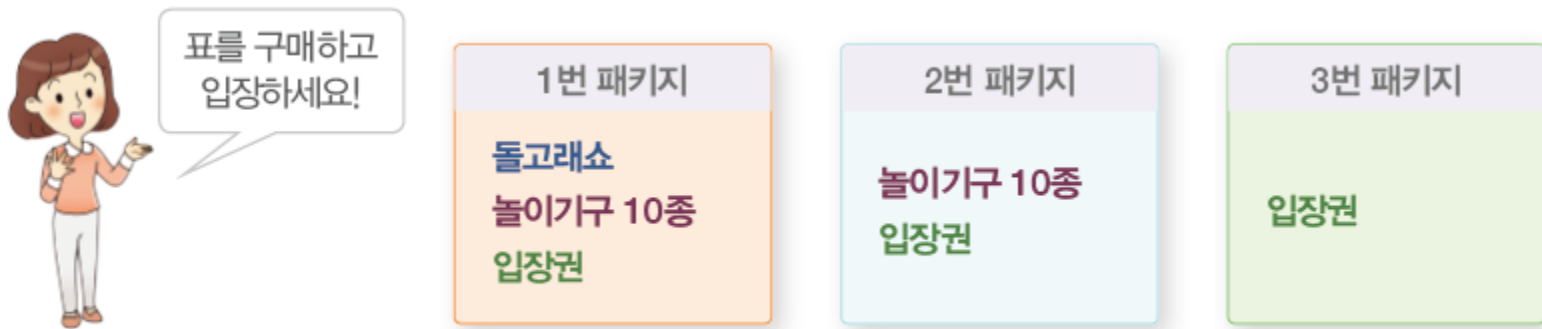 표를 구매하고
입장하세요!
1번 패키지
돌고래쇼
놀이기구 10종
입장권
2번 패키지
놀이기구 10종
입장권
3번 패키지
입장권